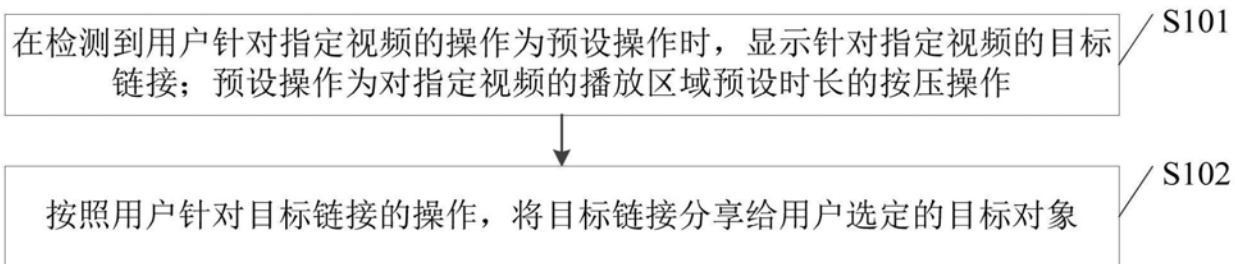 在检测到用户针对指定视频的操作为预设操作时，显示针对指定视频的目标
链接；预设操作为对指定视频的播放区域预设时长的按压操作
S101
按照用户针对目标链接的操作，将目标链接分享给用户选定的目标对象
S102